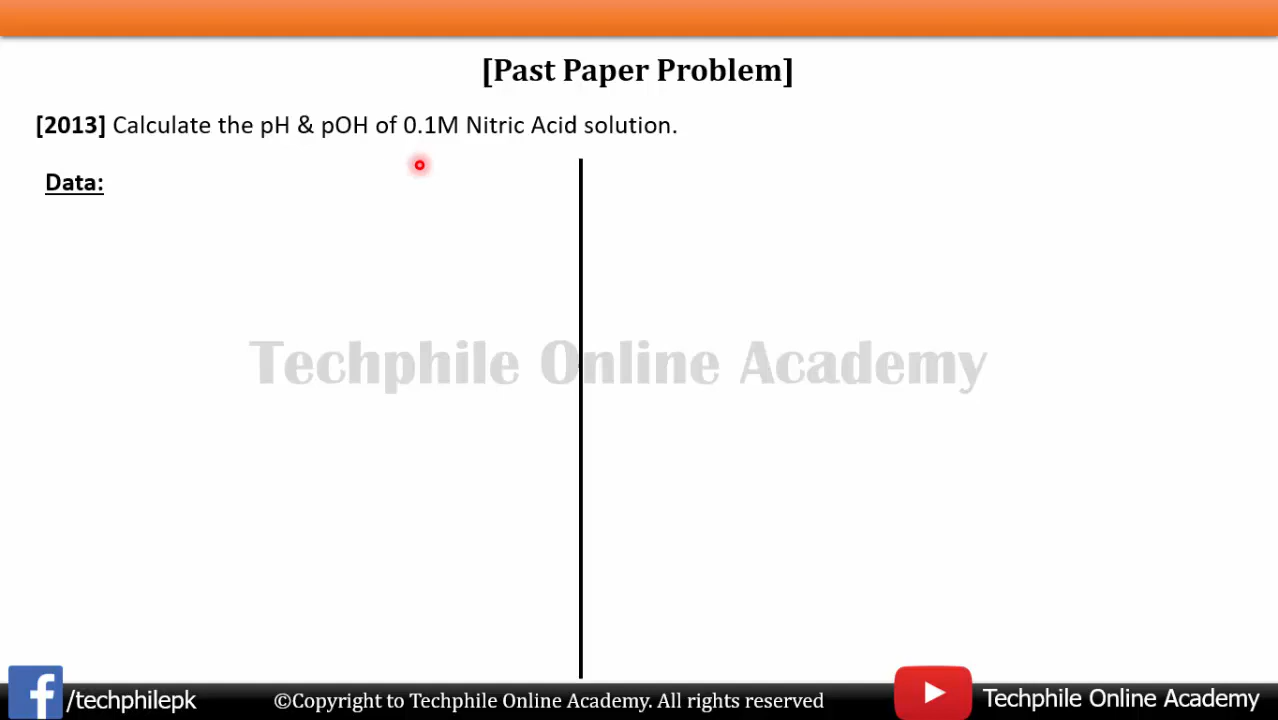 [Past Paper Problem]
[2013] Calculate the pH & pOH of 0.1M Nitric Acid solution.
Data:
Techphile Online Academy
f /techphilepk
©Copyright to Techphile Online Academy. All rights reserved
Techphile Online Academy